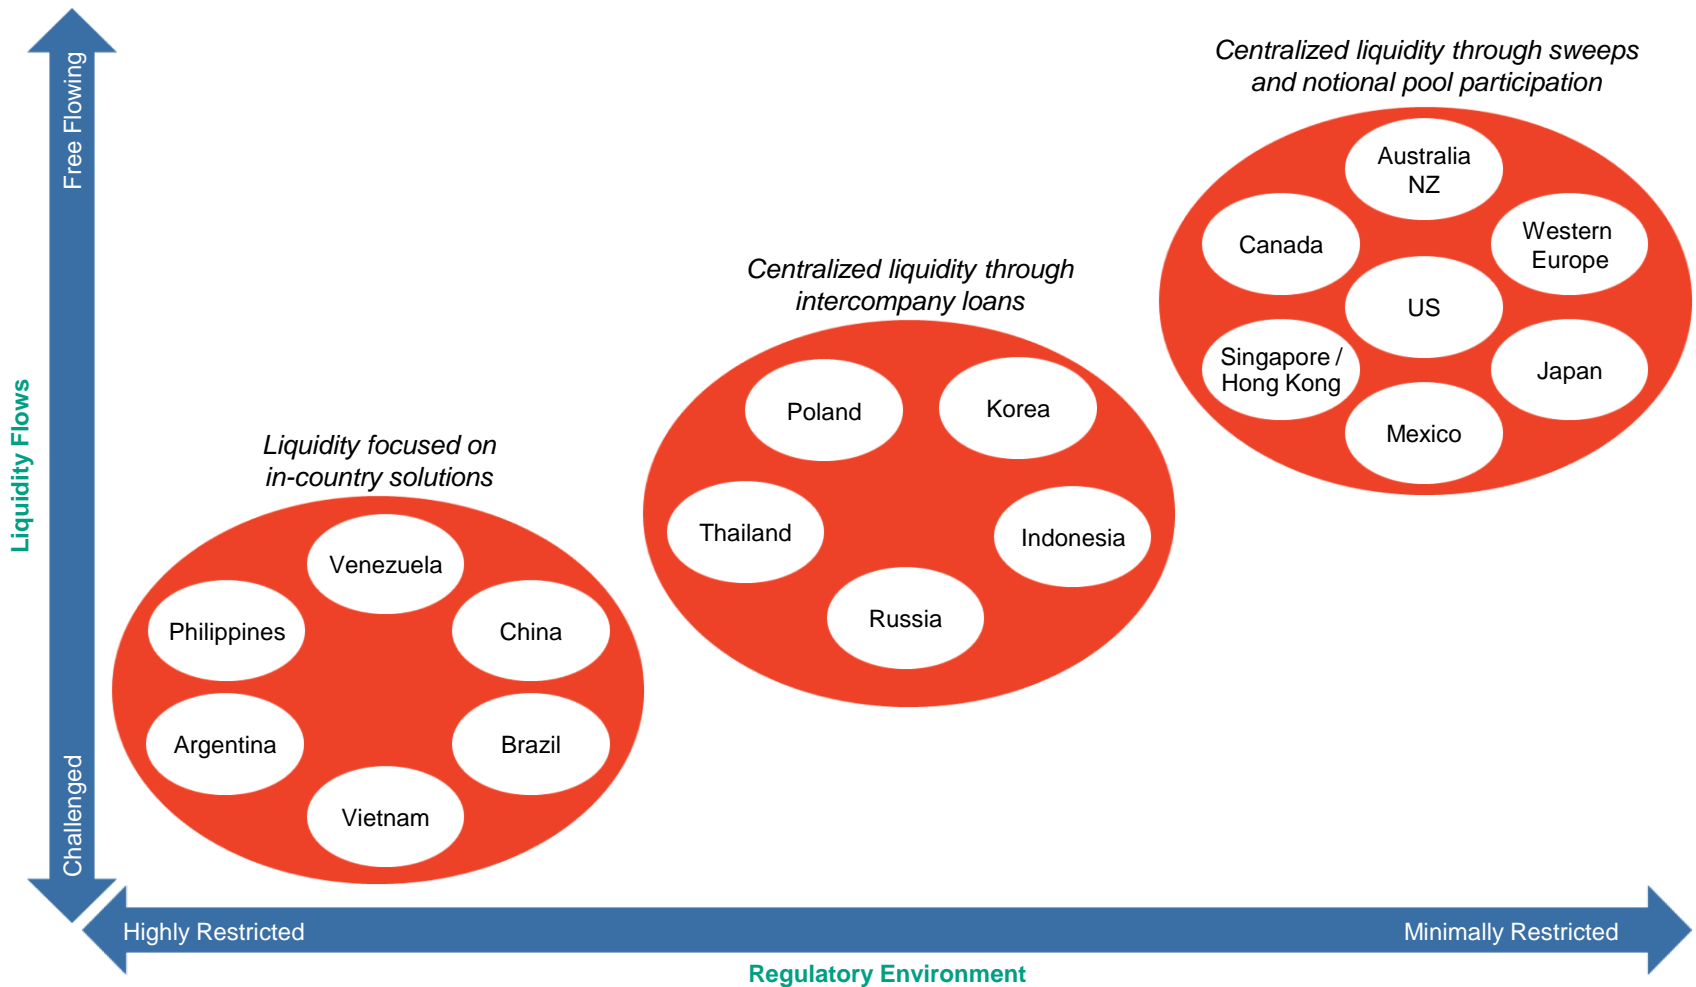 Free Flowing
Challenged
Liquidity Flows
Centralized liquidity through sweeps
and notional pool participation
Australia
NZ
Canada
Western
Europe
US
Singapore /
Hong Kong
Japan
Mexico
Centralized liquidity through
intercompany loans
Poland
Korea
Thailand
Indonesia
Russia
Liquidity focused on
in-country solutions
Venezuela
Philippines
China
Argentina
Brazil
Vietnam
Highly Restricted
Minimally Restricted
Regulatory Environment